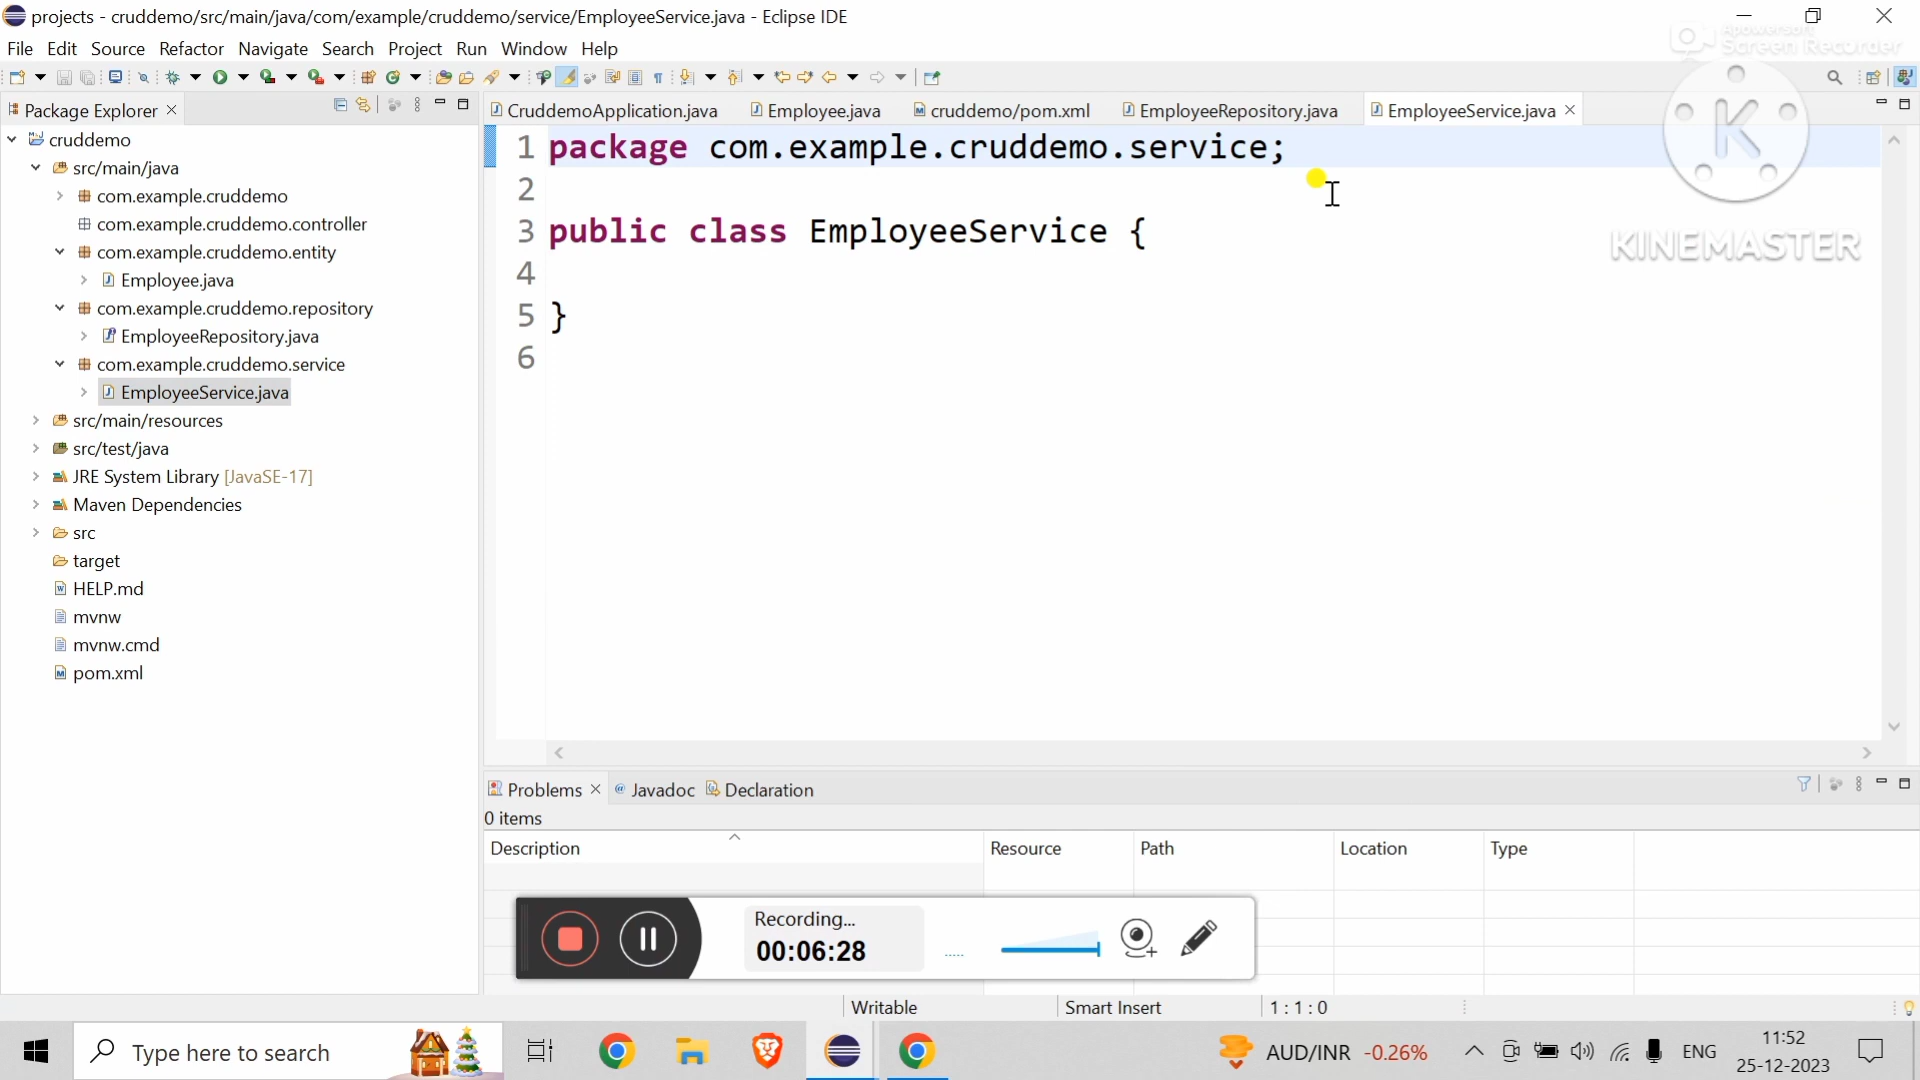 projects - cruddemo/src/main/java/com/example/cruddemo/service/EmployeeService.java - Eclipse IDE
File Edit Source Refactor Navigate Search Project Run Window Help
Apowersoft
Screen Recorder
Package Explorer
CruddemoApplication.java Employee.java cruddemo/pom.xml EmployeeRepository.java EmployeeService.java
cruddemo
src/main/java
com.example.cruddemo
com.example.cruddemo.controller
com.example.cruddemo.entity
Employee.java
com.example.cruddemo.repository
EmployeeRepository.java
com.example.cruddemo.service
EmployeeService.java
src/main/resources
src/test/java
JRE System Library [JavaSE-17]
Maven Dependencies
src
target
HELP.md
mvnw
mvnw.cmd
pom.xml
1 package com.example.cruddemo.service;
2
3 public class EmployeeService {
4
5 }
6
K
KINEMASTER
Problems @ Javadoc Declaration
0 items
Description Resource Path Location Type
Recording...
00:06:28
Writable Smart Insert 1 : 1 : 0
Type here to search
AUD/INR -0.26%
ENG
11:52
25-12-2023